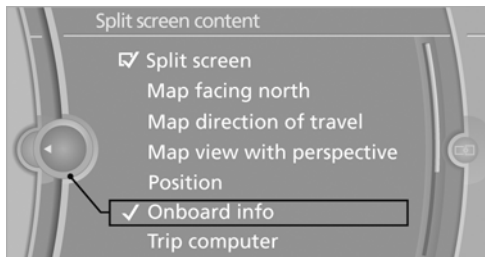 Split screen content
Split screen
Map facing north
Map direction of travel
Map view with perspective
Position
Onboard info
Trip computer